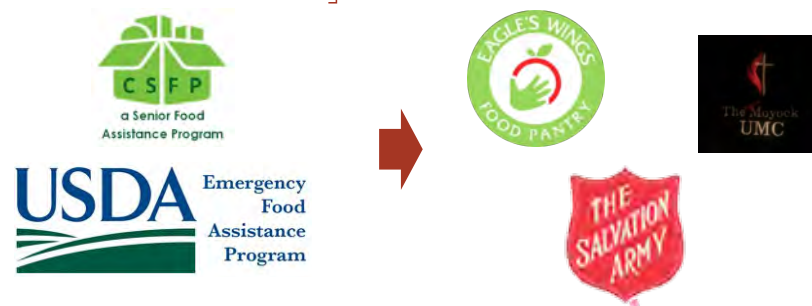 CSFP
a Senior Food
Assistance Program
USDA
Emergency
Food
Assistance
Program
EAGLE'S WINGS
FOOD PANTRY
The Moyock
UMC
THE
SALVATION
ARMY